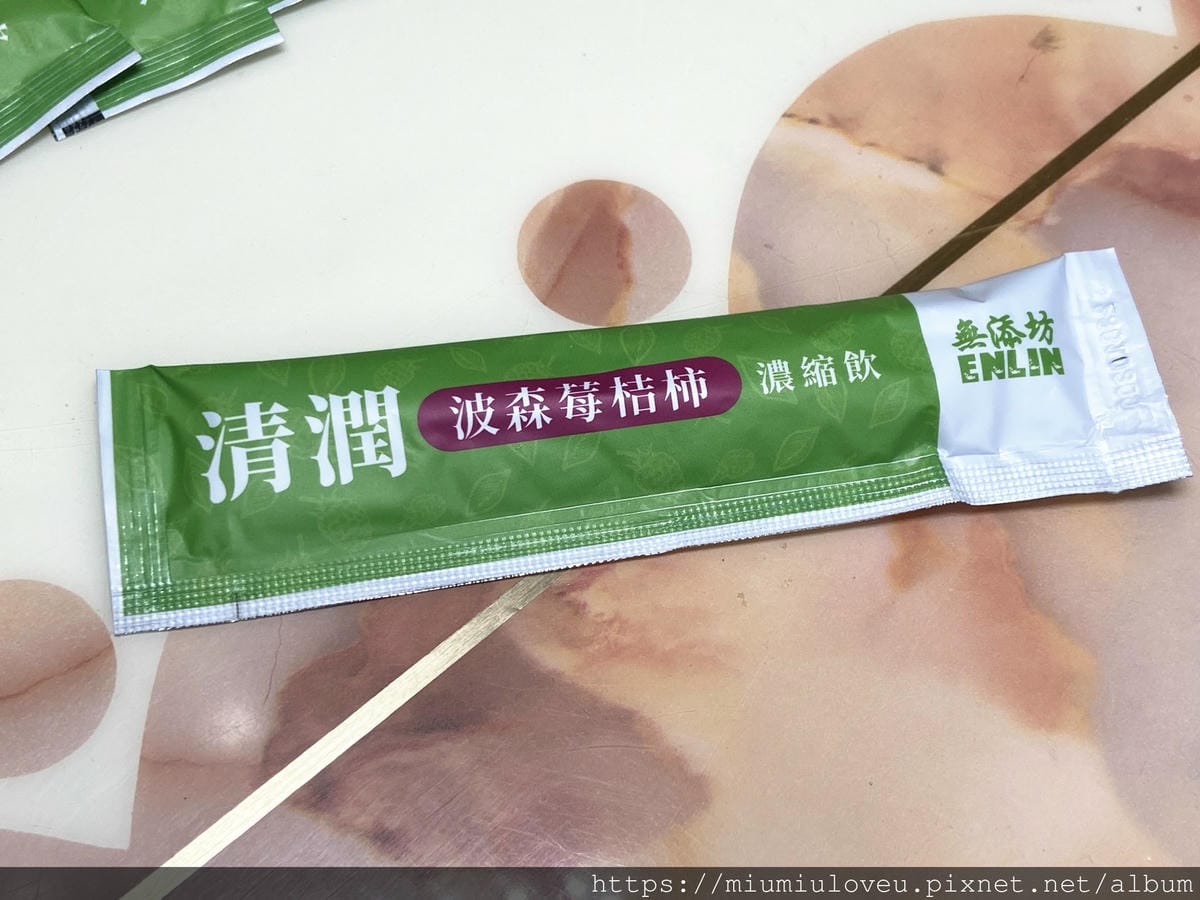 清潤 波森莓桔柿 濃縮飲
無添坊
ENLIN
https://miumiuloveu.pixnet.net/album